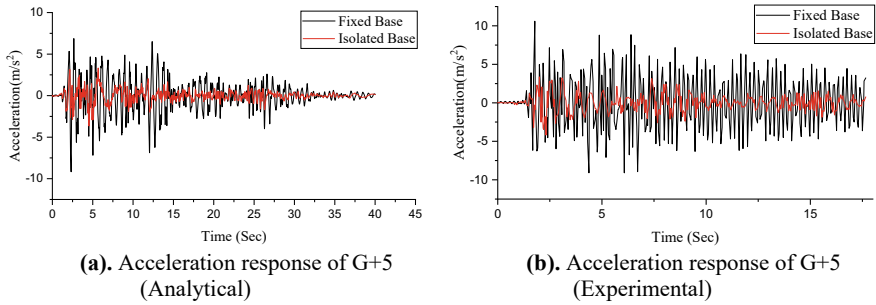 10
5
0
-5
-10
Acceleration(m/s²)
Fixed Base
Isolated Base
0 5 10 15 20 25 30 35 40 45
Time (Sec)
(a). Acceleration response of G+5
(Analytical)
10
5
0
-5
-10
Acceleration(m/s²)
Fixed Base
Isolated Base
0 5 10 15
Time (Sec)
(b). Acceleration response of G+5
(Experimental)